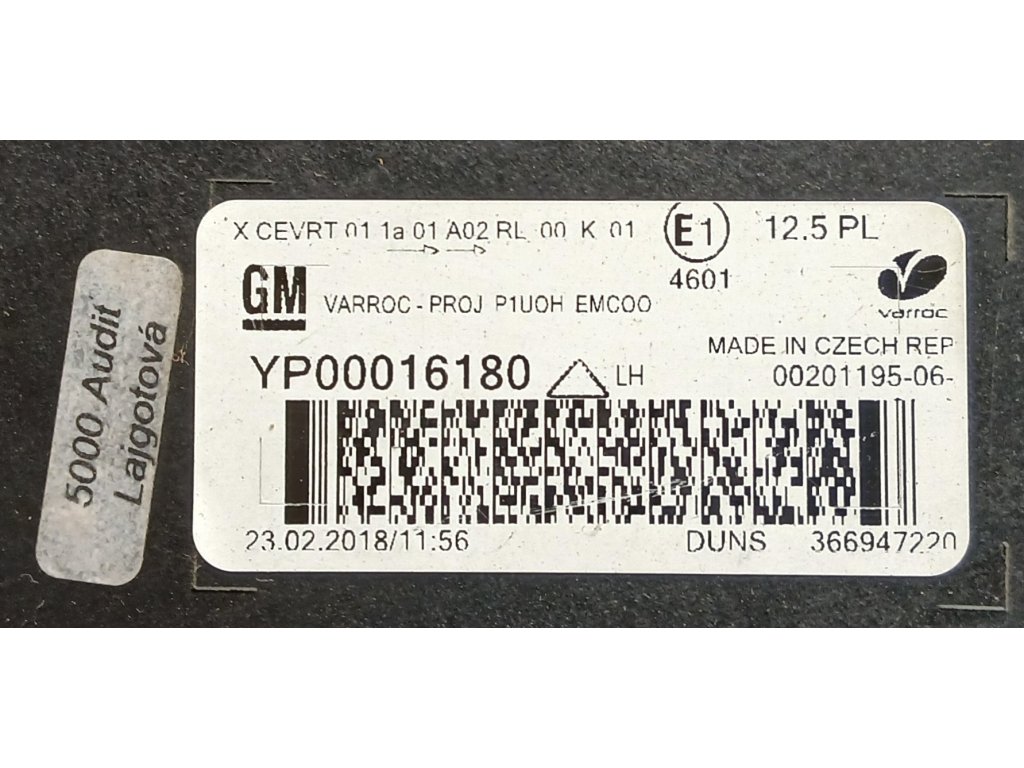 X CEVRT 01 1a 01 A02 RL 00 K 01 E1 12.5 PL
4601
GM VARROC - PROJ P1UOH EMCOO varroc
MADE IN CZECH REP
YP00016180 LH 00201195-06-
23.02.2018/11:56 DUNS 366947220
5000 Audit
Lajgotová